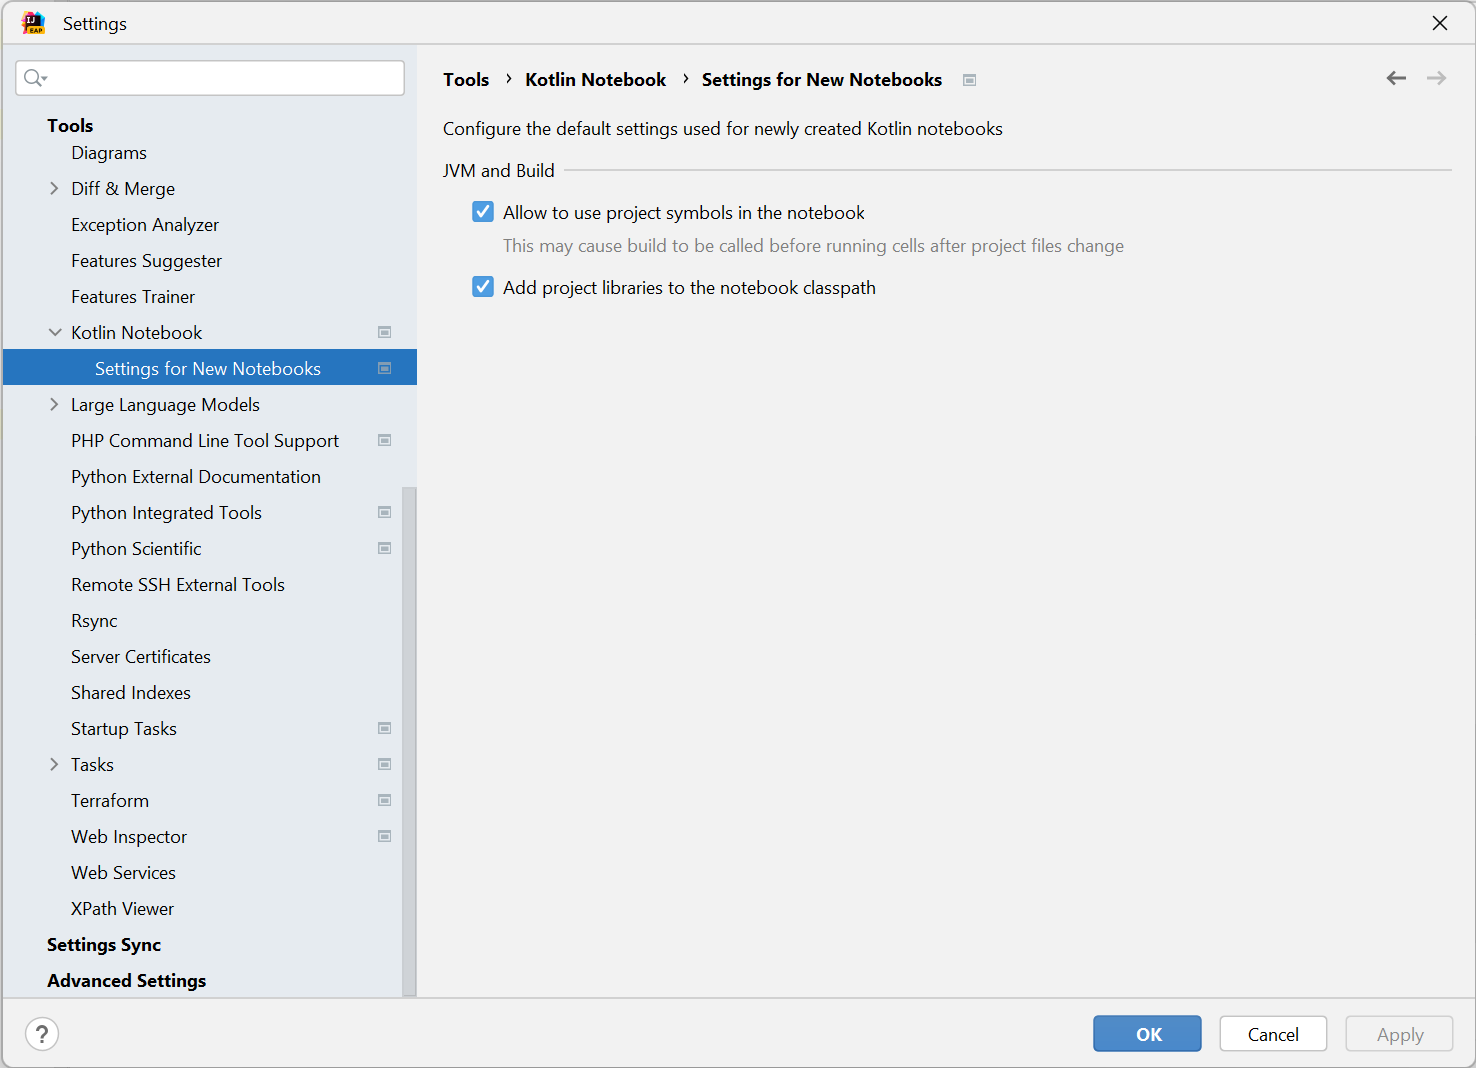 Settings
Tools
Diagrams
Diff & Merge
Exception Analyzer
Features Suggester
Features Trainer
Kotlin Notebook
Settings for New Notebooks
Large Language Models
PHP Command Line Tool Support
Python External Documentation
Python Integrated Tools
Python Scientific
Remote SSH External Tools
Rsync
Server Certificates
Shared Indexes
Startup Tasks
Tasks
Terraform
Web Inspector
Web Services
XPath Viewer
Settings Sync
Advanced Settings
Tools › Kotlin Notebook › Settings for New Notebooks
Configure the default settings used for newly created Kotlin notebooks
JVM and Build
Allow to use project symbols in the notebook
This may cause build to be called before running cells after project files change
Add project libraries to the notebook classpath
?
OK Cancel Apply
IJ
EAP